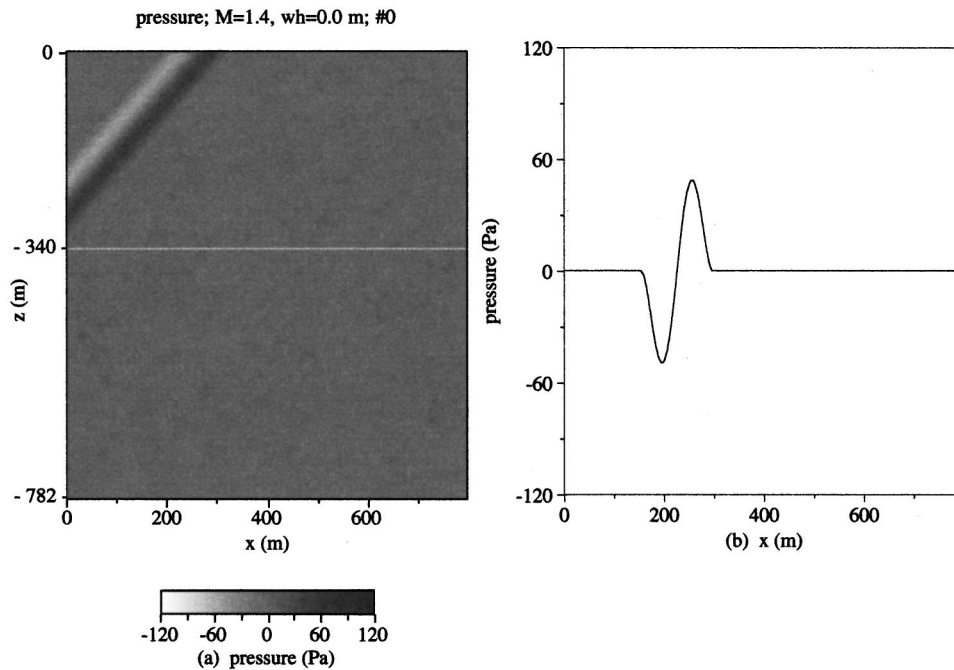 pressure; M=1.4, wh=0.0 m; #0
0
- 340
- 782
z (m)
0 200 400 600
x (m)
-120 -60 0 60 120
(a) pressure (Pa)
120
60
0
-60
-120
pressure (Pa)
0 200 400 600
(b) x (m)